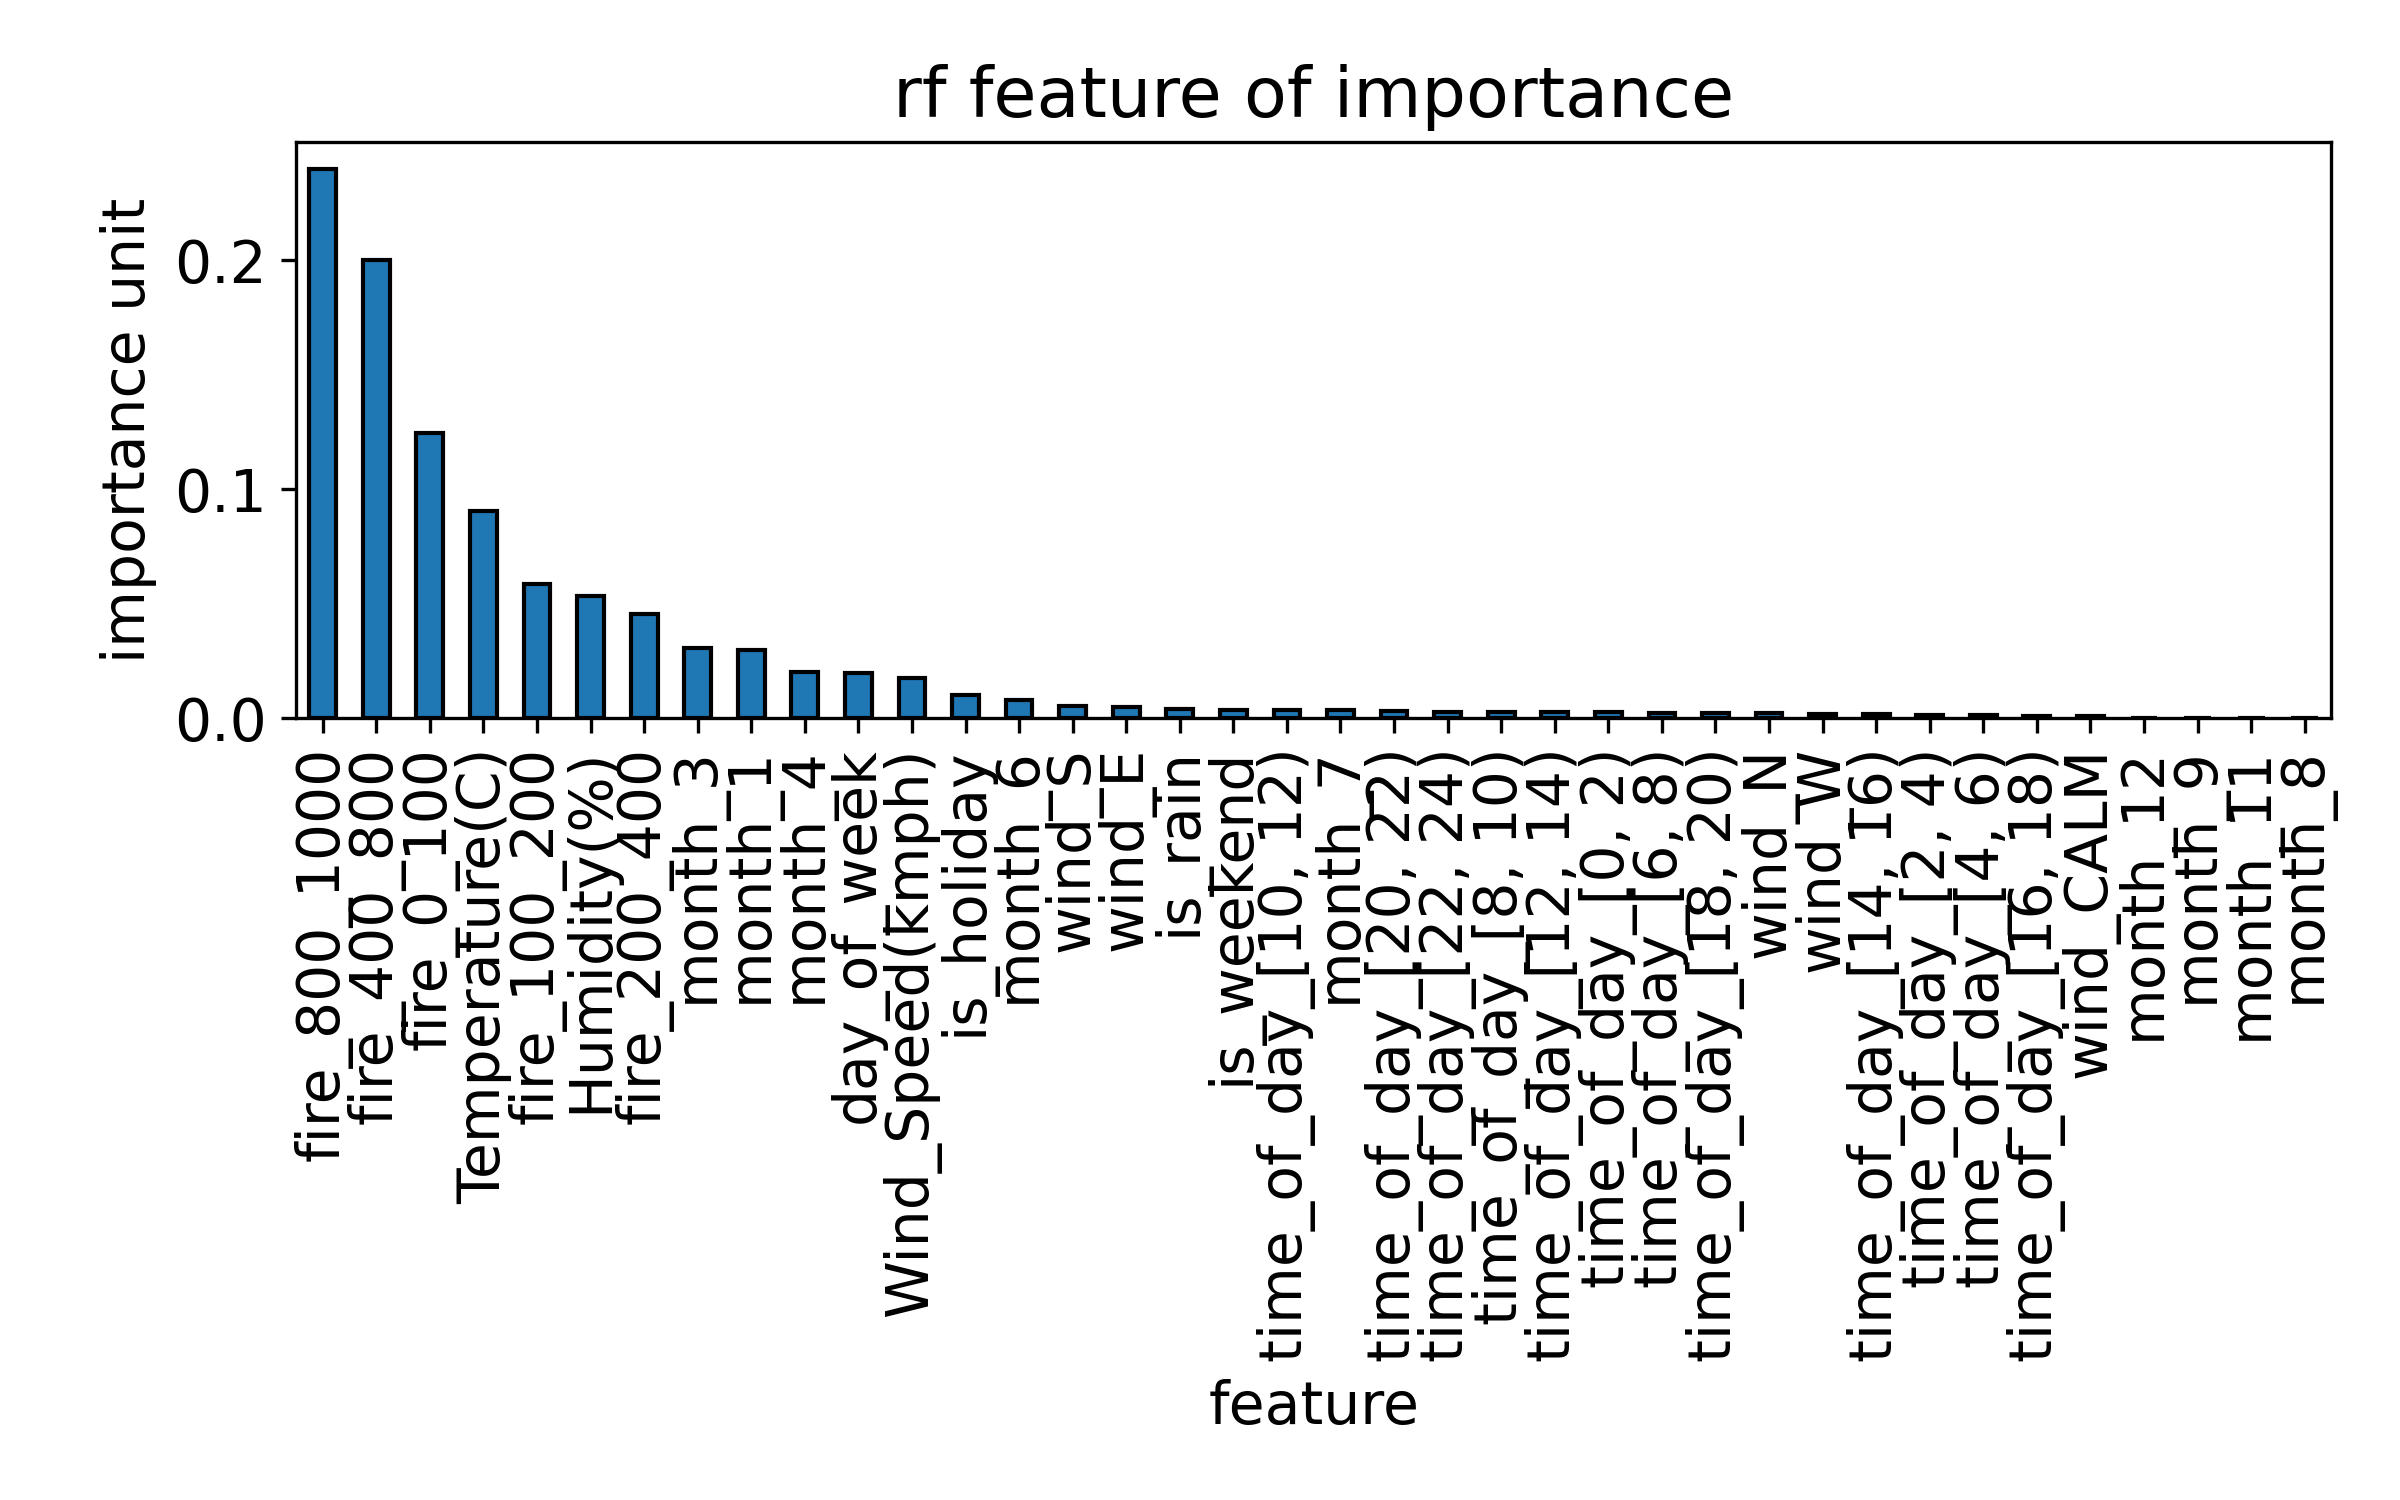 rf feature of importance
importance unit
0.2
0.1
0.0
fire_800_1000
fire_400_800
fire_0_100
Temperature(C)
fire_100_200
Humidity(%)
fire_200_400
month_3
month_1
month_4
day_of_week
Wind_Speed(kmph)
is_holiday
month_6
wind_S
wind_E
is_rain
is_weekend
time_of_day_[10, 12)
month_7
time_of_day_[20, 22)
time_of_day_[22, 24)
time_of_day_[8, 10)
time_of_day_[12, 14)
time_of_day_[0, 2)
time_of_day_[6, 8)
time_of_day_[18, 20)
wind_N
wind_W
time_of_day_[14, 16)
time_of_day_[2, 4)
time_of_day_[4, 6)
time_of_day_[16, 18)
wind_CALM
month_12
month_9
month_11
month_8
feature